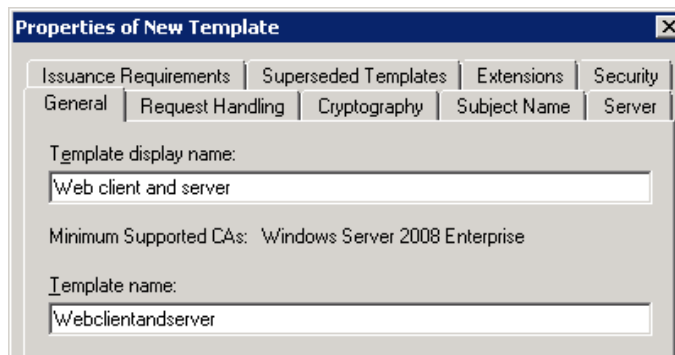 Properties of New Template
Issuance Requirements Superseded Templates Extensions Security
General Request Handling Cryptography Subject Name Server
Template display name:
Web client and server
Minimum Supported CAs: Windows Server 2008 Enterprise
Template name:
Webclientandserver